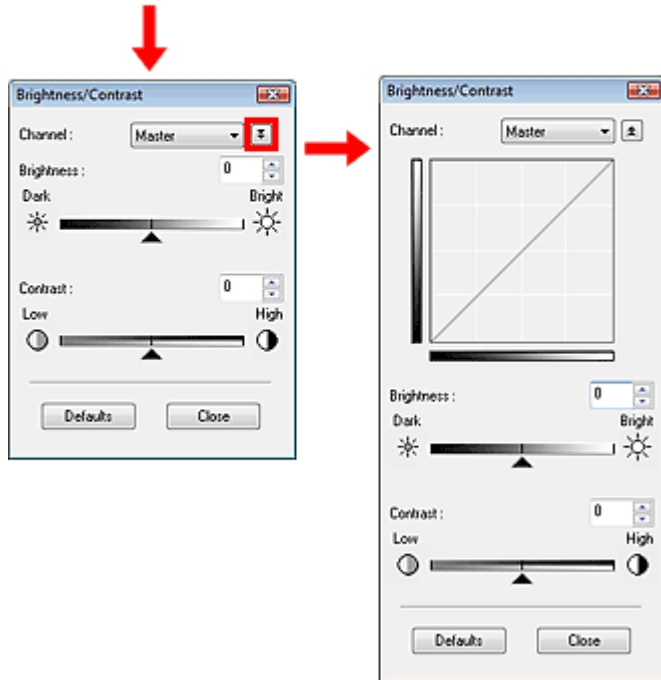 Brightness/Contrast
Channel : Master
Brightness : 0
Dark Bright
Contrast : 0
Low High
Defaults Close
Brightness/Contrast
Channel : Master
Brightness : 0
Dark Bright
Contrast : 0
Low High
Defaults Close